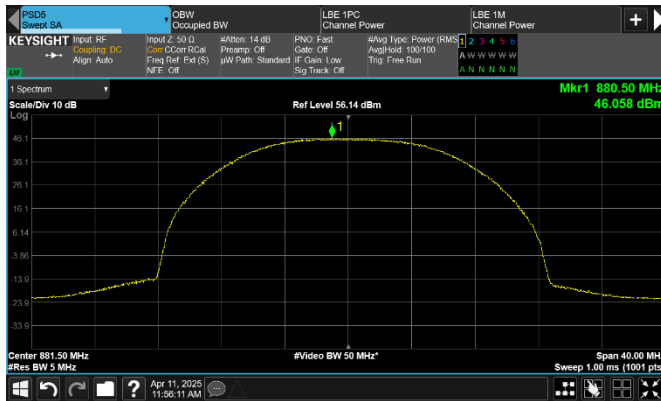 PSD5
Swept SA
OBW
Occupied BW
LBE 1PC
Channel Power
LBE 1M
Channel Power
KEYSIGHT
Input: RF
Coupling: DC
Align: Auto
Input Z: 50 Ω
Corr CCorr RCal
Freq Ref: Ext (S)
NFE: Off
#Atten: 14 dB
Preamp: Off
µW Path: Standard
PNO: Fast
Gate: Off
IF Gain: Low
Sig Track: Off
#Avg Type: Power (RMS
Avg|Hold: 100/100
Trig: Free Run
1 2 3 4 5 6
A W W W W W
A N N N N N
LXI
1 Spectrum
Scale/Div 10 dB
Ref Level 56.14 dBm
Mkr1 880.50 MHz
46.058 dBm
Log
1
46.1
36.1
26.1
16.1
6.14
-3.86
-13.9
-23.9
-33.9
Center 881.50 MHz
#Video BW 50 MHz*
Span 40.00 MHz
#Res BW 5 MHz
Sweep 1.00 ms (1001 pts
?
Apr 11, 2025
11:56:11 AM